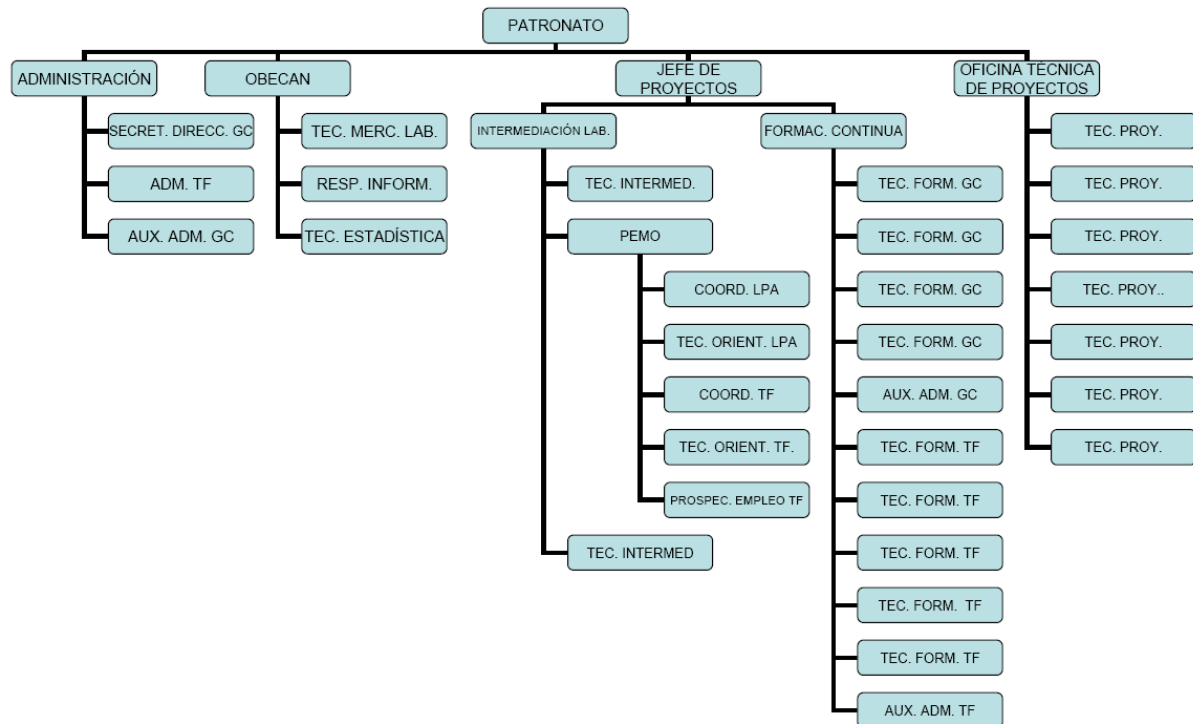 PATRONATO
ADMINISTRACIÓN
OBECAN
JEFE DE
PROYECTOS
OFICINA TÉCNICA
DE PROYECTOS
SECRET. DIRECC. GC
ADM. TF
AUX. ADM. GC
TEC. MERC. LAB.
RESP. INFORM.
TEC. ESTADÍSTICA
INTERMEDIACIÓN LAB.
TEC. INTERMED.
PEMO
COORD. LPA
TEC. ORIENT. LPA
COORD. TF
TEC. ORIENT. TF.
PROSPEC. EMPLEO TF
TEC. INTERMED
FORMAC. CONTINUA
TEC. FORM. GC
TEC. FORM. GC
TEC. FORM. GC
TEC. FORM. GC
AUX. ADM. GC
TEC. FORM. TF
TEC. FORM. TF
TEC. FORM. TF
TEC. FORM. TF
TEC. FORM. TF
AUX. ADM. TF
TEC. PROY.
TEC. PROY.
TEC. PROY.
TEC. PROY..
TEC. PROY.
TEC. PROY.
TEC. PROY.